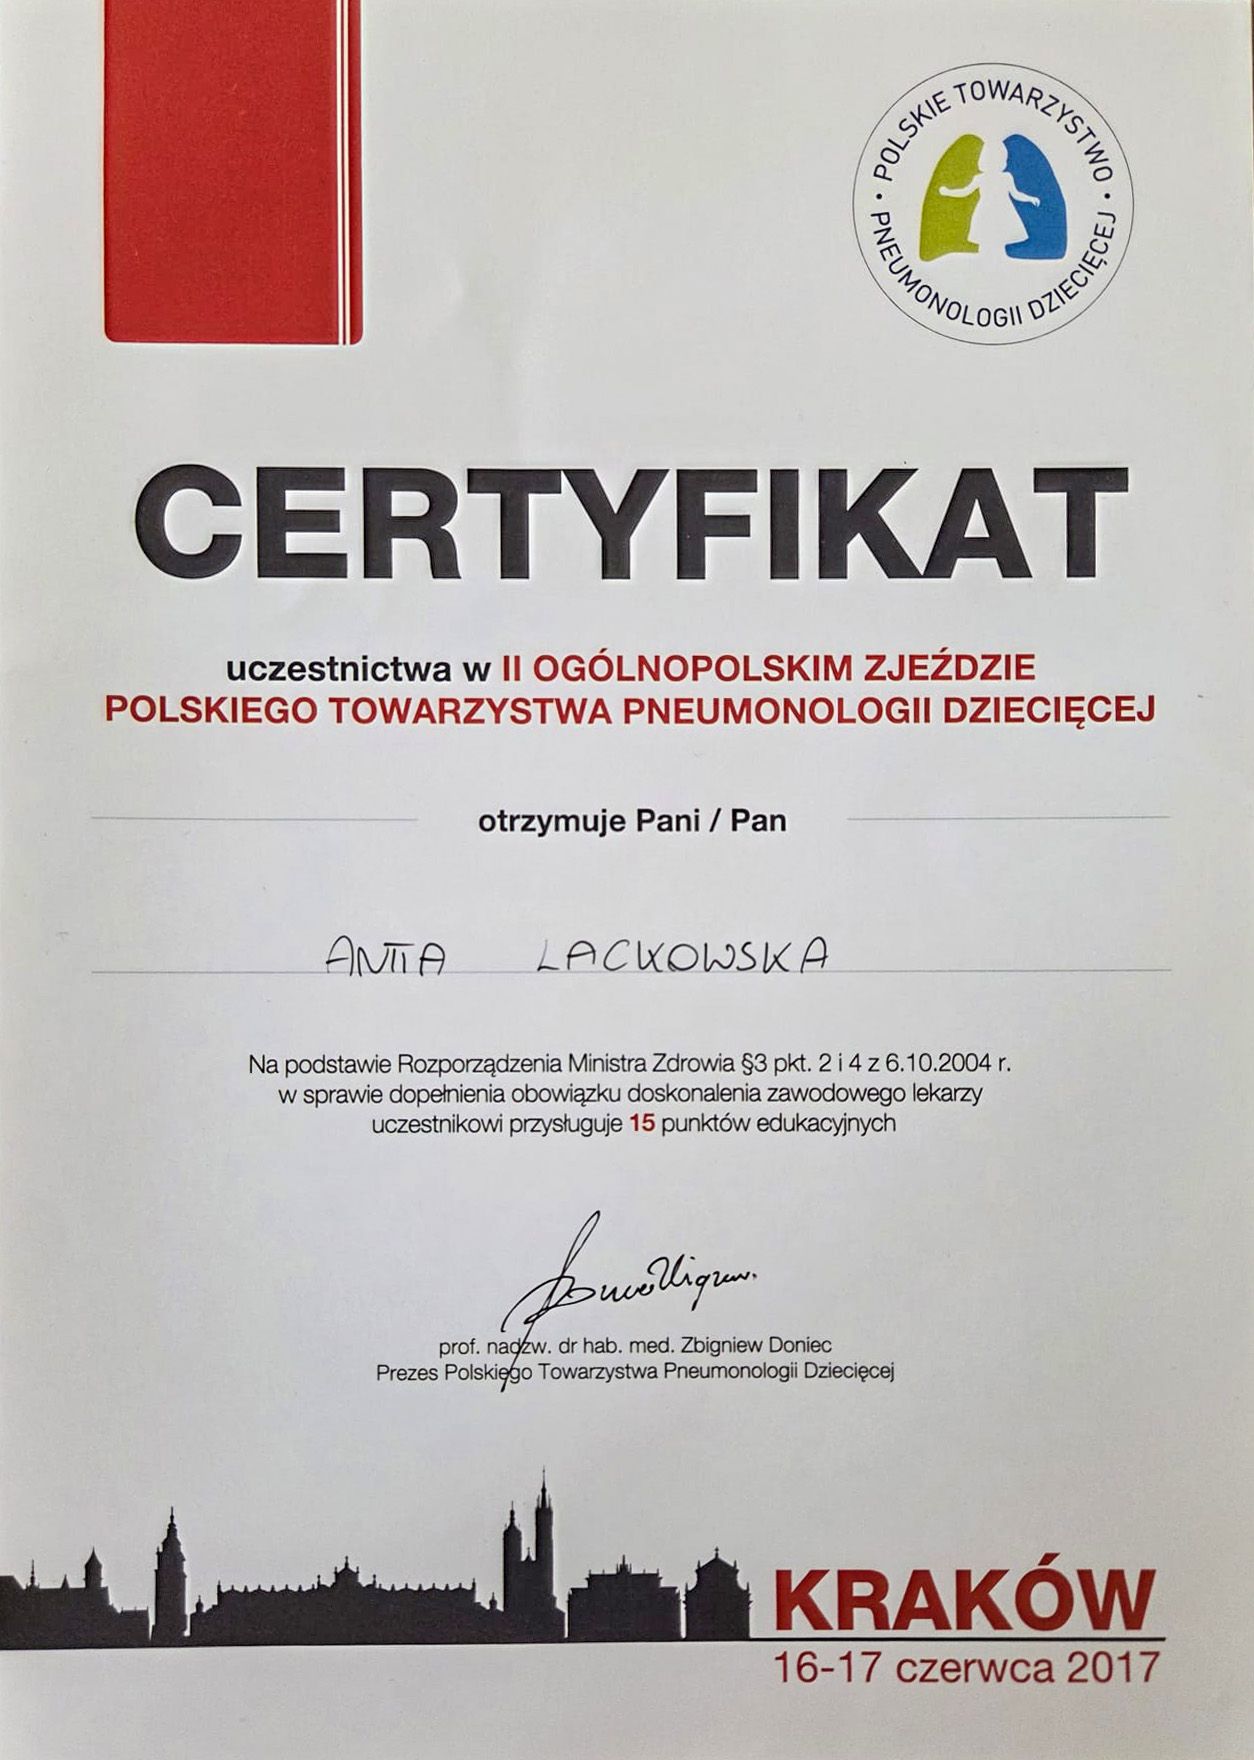 POLSKIE TOWARZYSTWO
PNEUMONOLOGII DZIECIĘCEJ
CERTYFIKAT
uczestnictwa w II OGÓLNOPOLSKIM ZJEŹDZIE
POLSKIEGO TOWARZYSTWA PNEUMONOLOGII DZIECIĘCEJ
otrzymuje Pani / Pan
ANITA LACKOWSKA
Na podstawie Rozporządzenia Ministra Zdrowia §3 pkt. 2 i 4 z 6.10.2004 r.
w sprawie dopełnienia obowiązku doskonalenia zawodowego lekarzy
uczestnikowi przysługuje 15 punktów edukacyjnych
prof. nadzw. dr hab. med. Zbigniew Doniec
Prezes Polskiego Towarzystwa Pneumonologii Dziecięcej
KRAKÓW
16-17 czerwca 2017